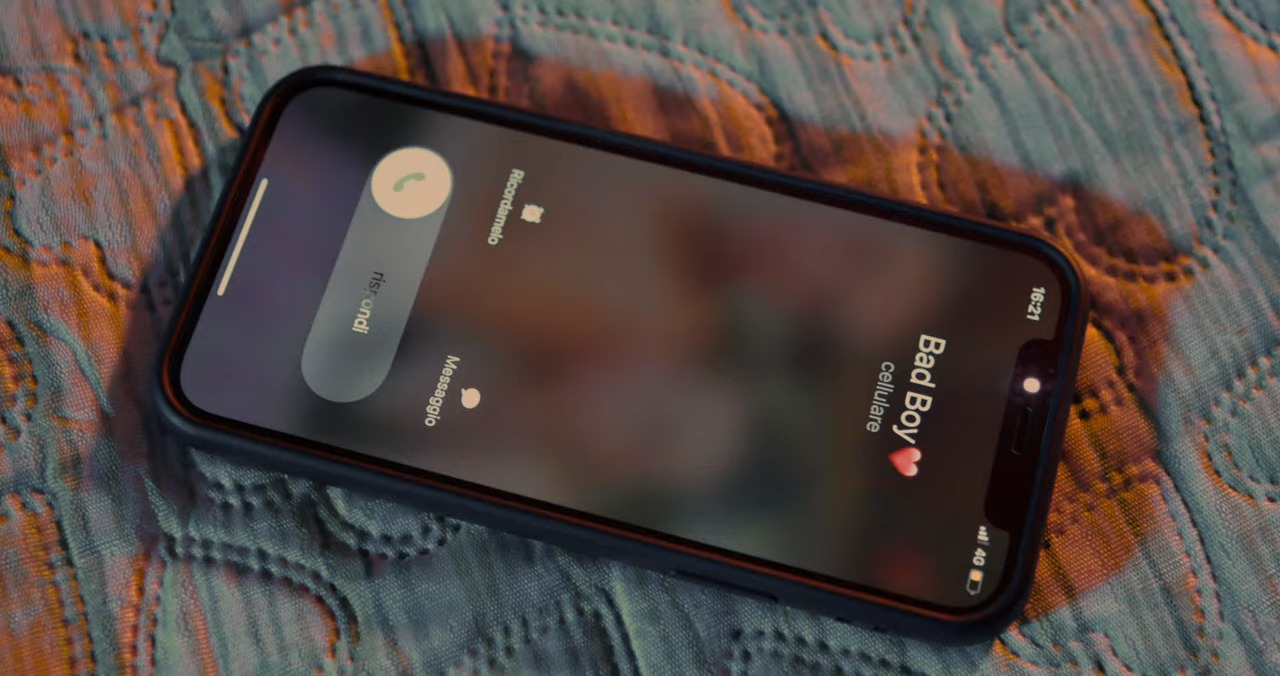 16:21
4G
Bad Boy ❤️
cellulare
Ricordamelo
Messaggio
rispondi